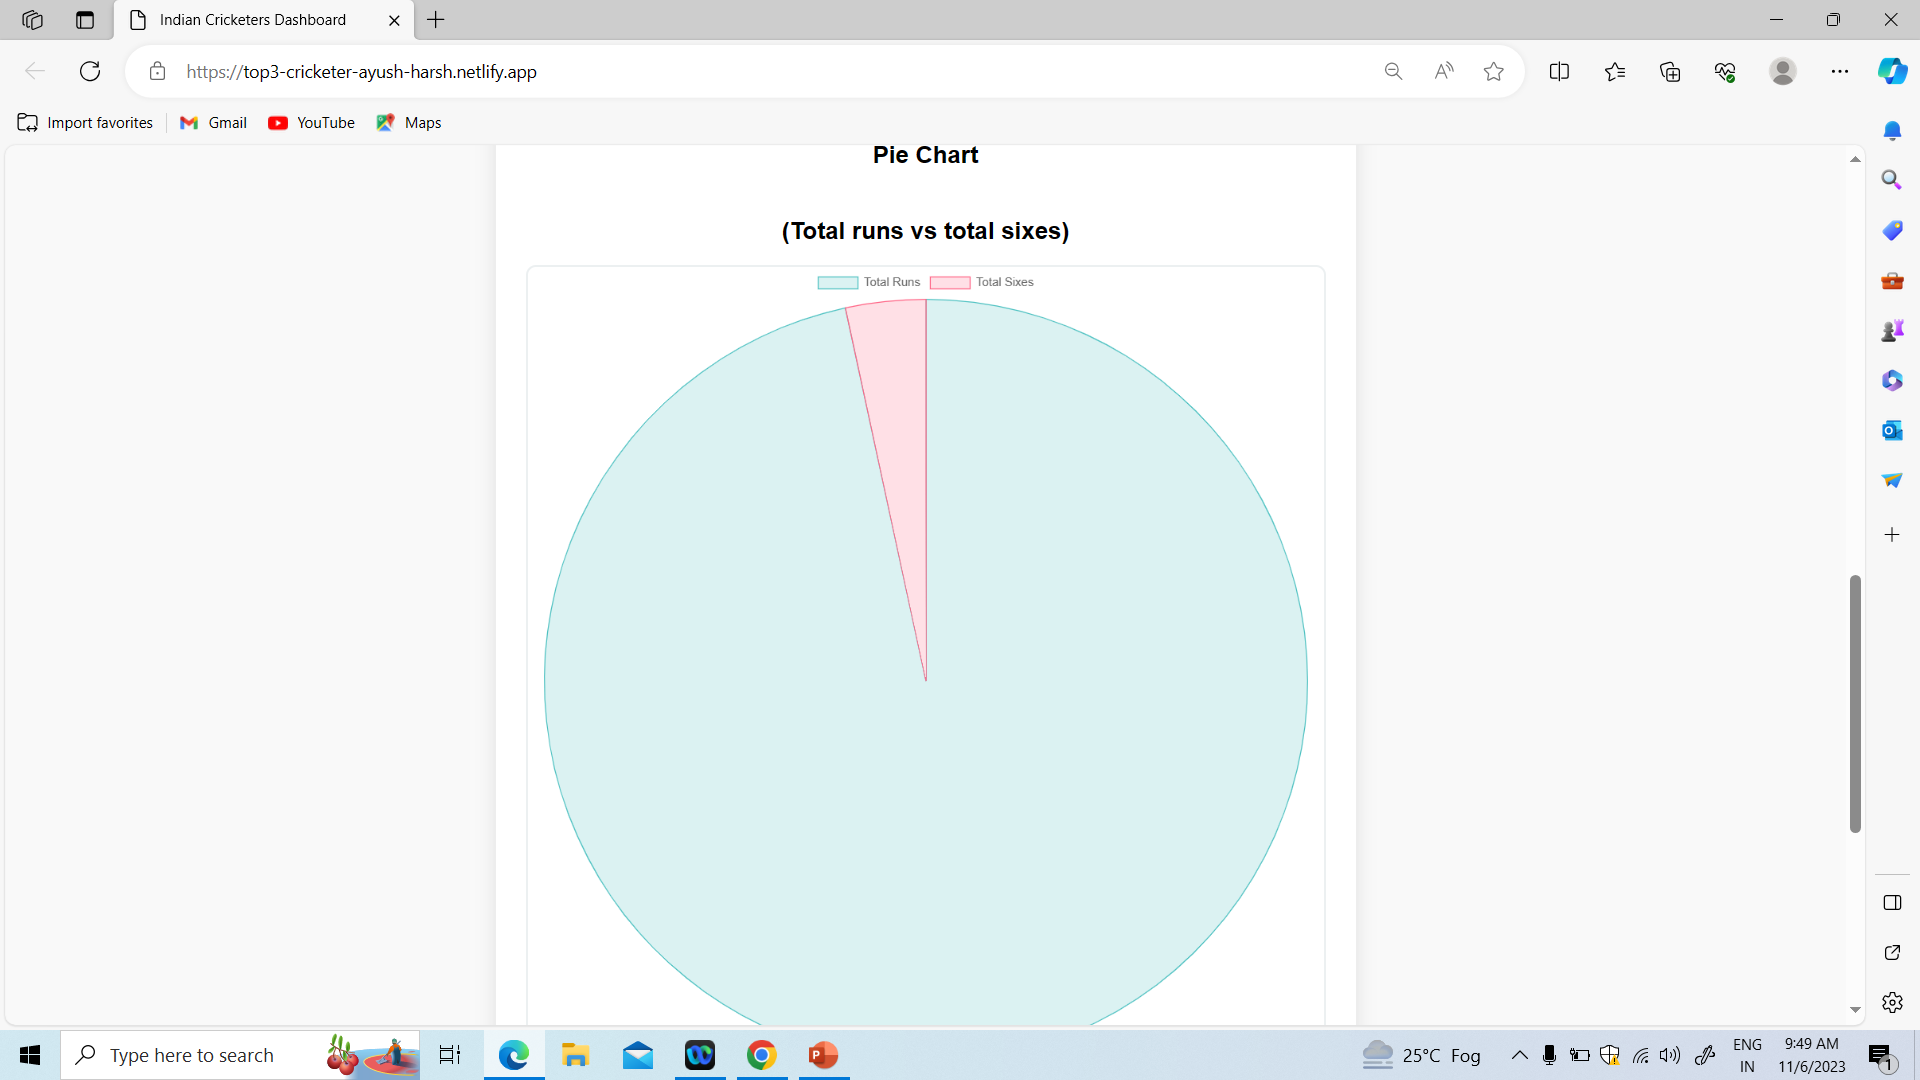 Indian Cricketers Dashboard
https://top3-cricketer-ayush-harsh.netlify.app
Import favorites
Gmail
YouTube
Maps
Pie Chart
(Total runs vs total sixes)
Total Runs
Total Sixes
Type here to search
25°C Fog
ENG
IN
9:49 AM
11/6/2023
1